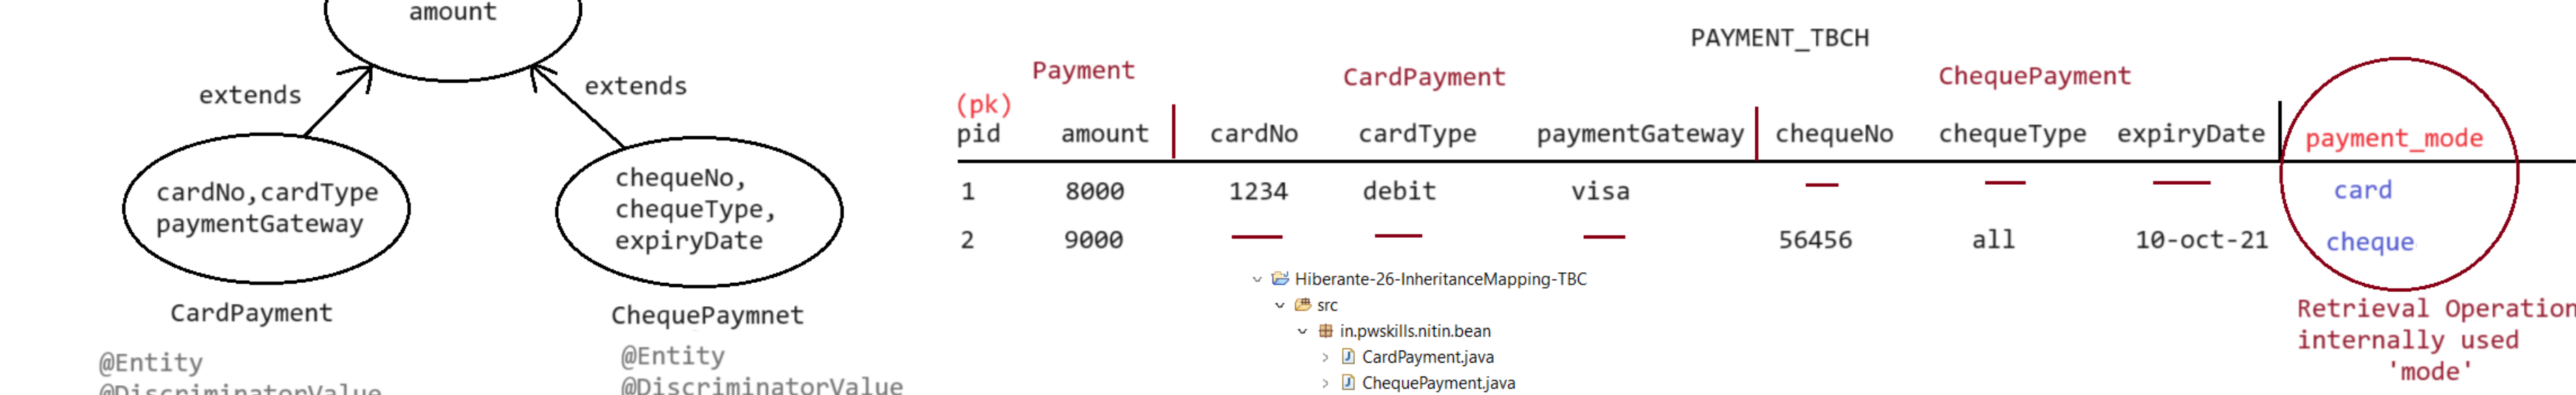 amount
extends
extends
cardNo,cardType
paymentGateway
chequeNo,
chequeType,
expiryDate
CardPayment
ChequePaymnet
@Entity
@DiscriminatorValue
@Entity
@DiscriminatorValue
PAYMENT_TBCH
Payment
CardPayment
ChequePayment
(pk)
pid amount cardNo cardType paymentGateway chequeNo chequeType expiryDate payment_mode
1 8000 1234 debit visa — — — card
2 9000 — — — 56456 all 10-oct-21 cheque
Hiberante-26-InheritanceMapping-TBC
src
in.pwskills.nitin.bean
CardPayment.java
ChequePayment.java
Retrieval Operation
internally used
'mode'